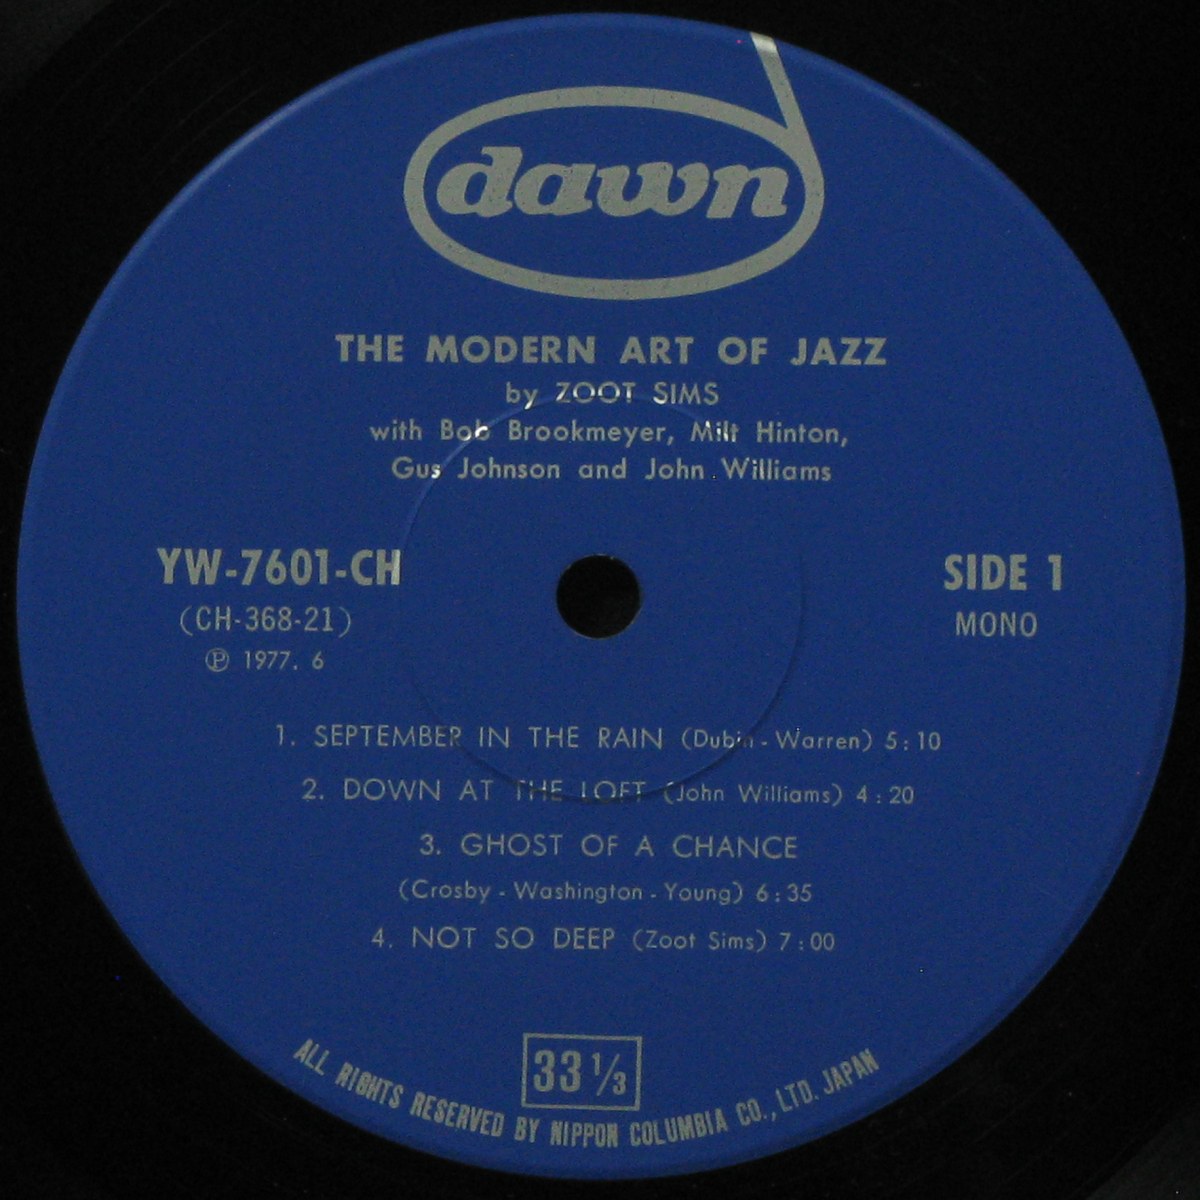 dawn
THE MODERN ART OF JAZZ
by ZOOT SIMS
with Bob Brookmeyer, Milt Hinton,
Gus Johnson and John Williams
YW-7601-CH
(CH-368-21)
Ⓟ 1977. 6
SIDE 1
MONO
1. SEPTEMBER IN THE RAIN (Dubin - Warren) 5:10
2. DOWN AT THE LOFT (John Williams) 4:20
3. GHOST OF A CHANCE
(Crosby - Washington - Young) 6:35
4. NOT SO DEEP (Zoot Sims) 7:00
33 1/3
ALL RIGHTS RESERVED BY NIPPON COLUMBIA CO., LTD. JAPAN